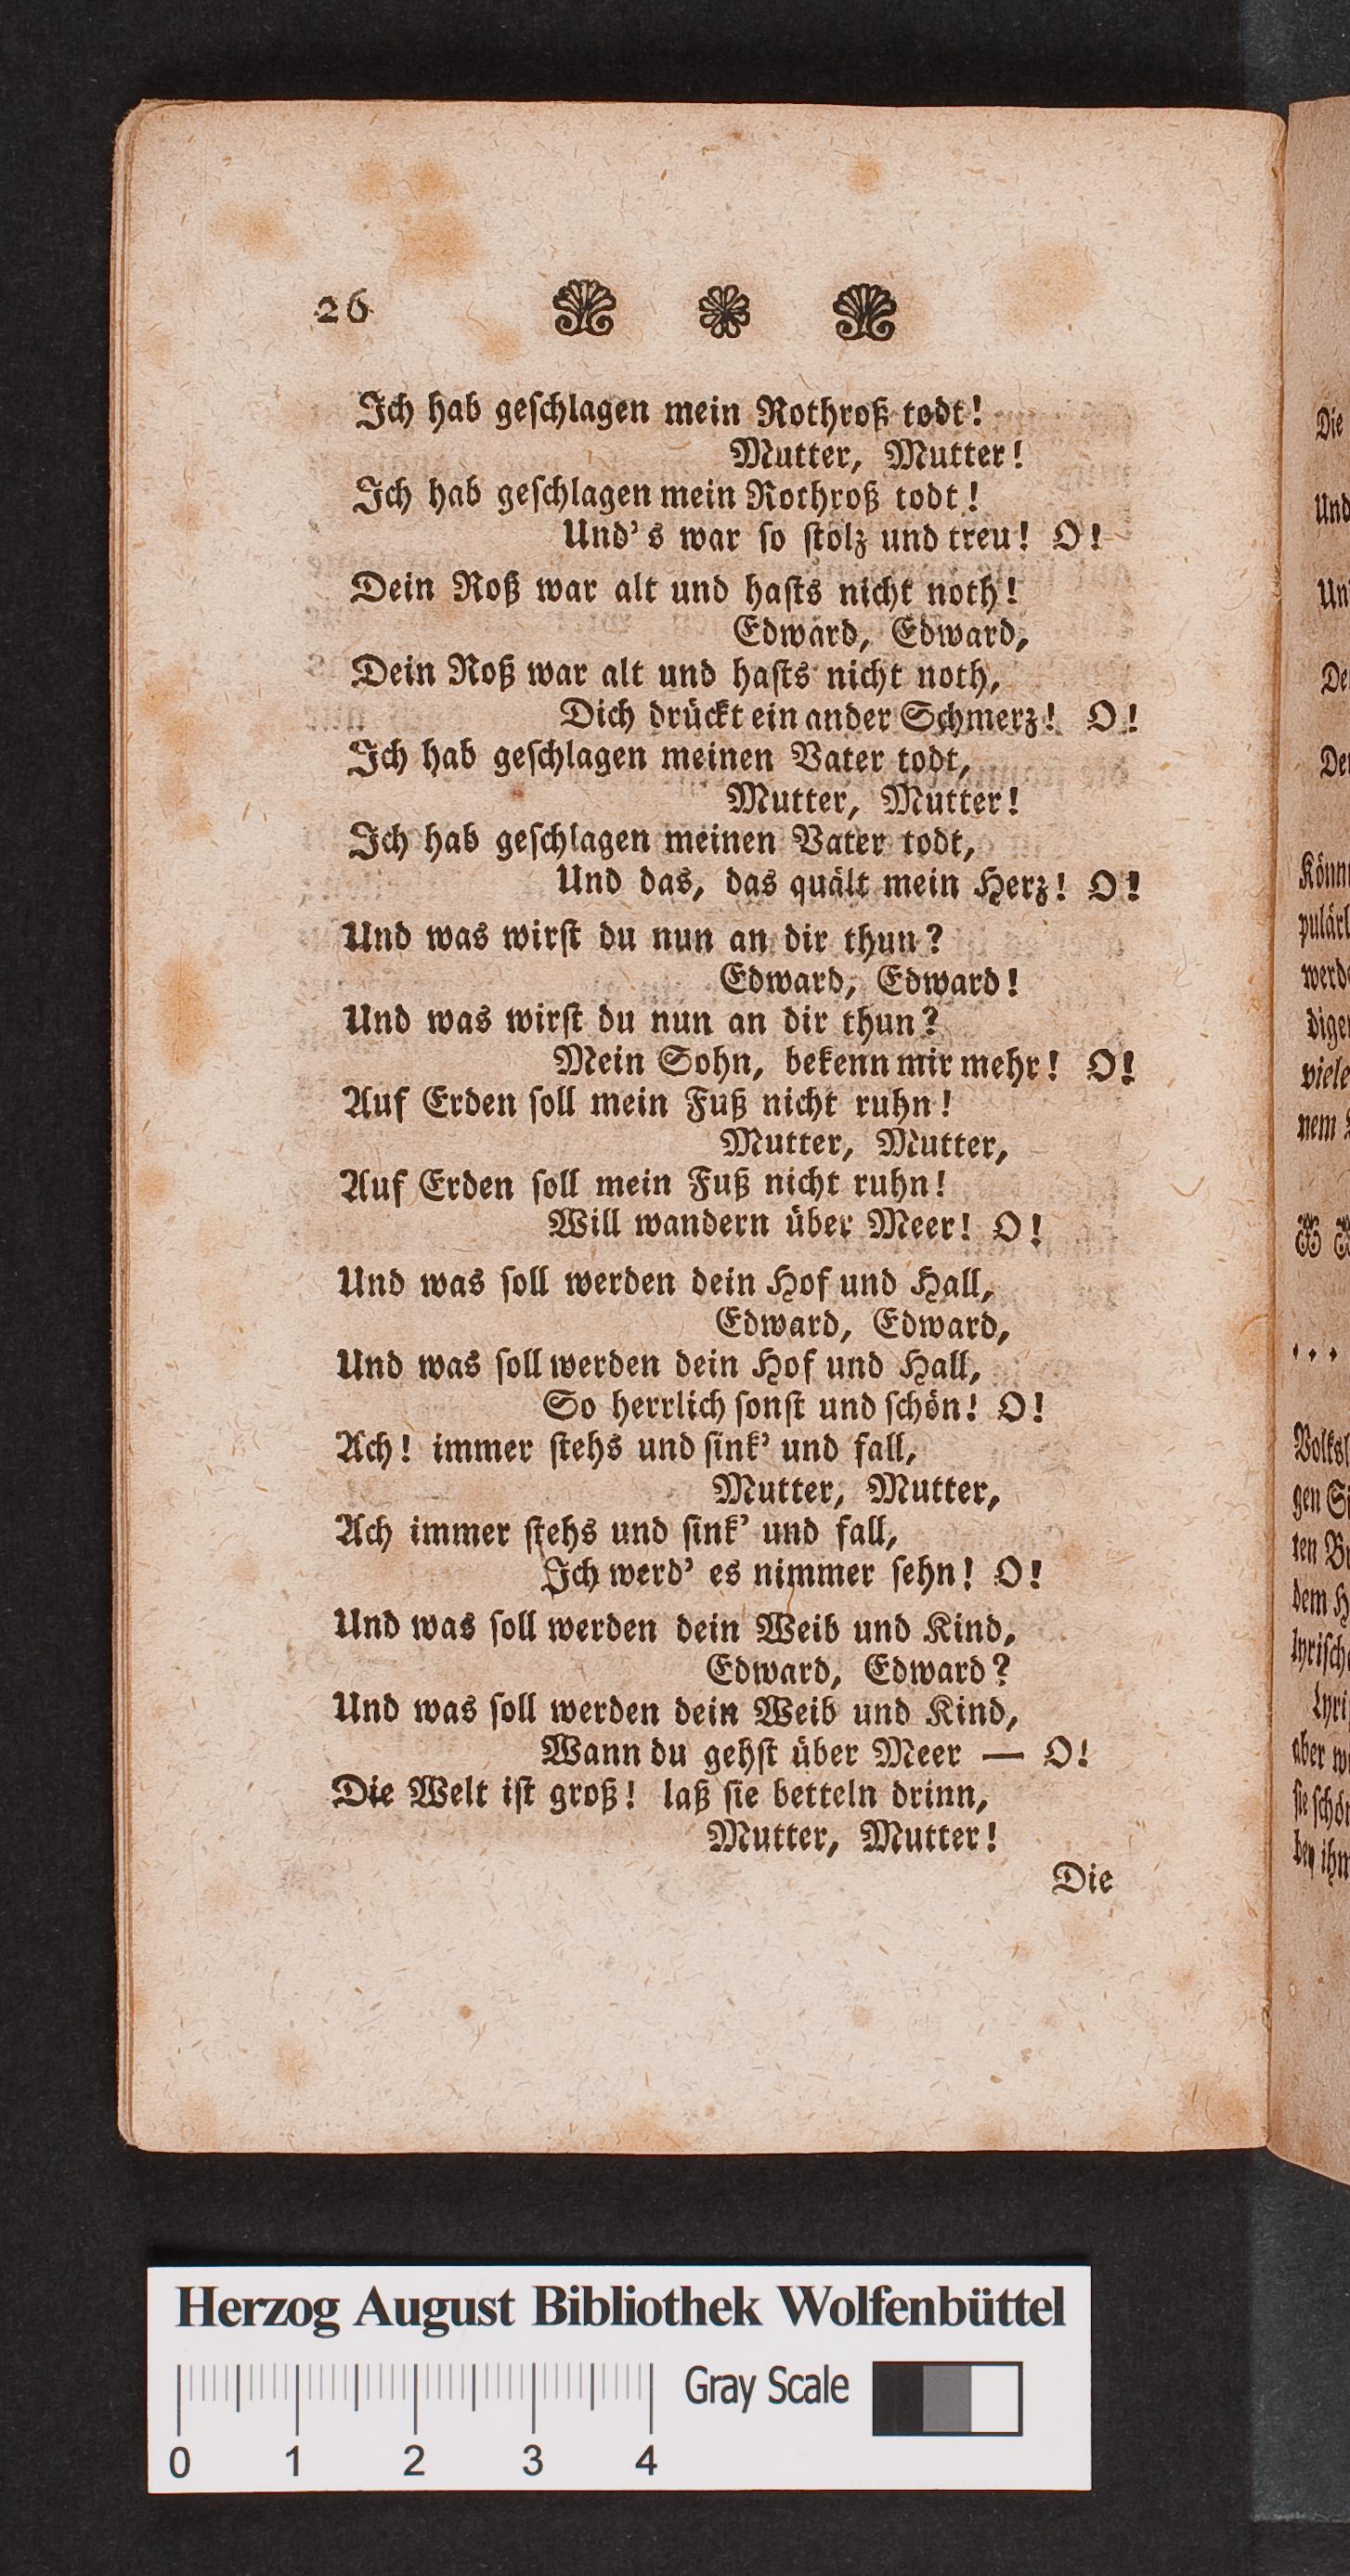 26
Ich hab geſchlagen mein Rothroß todt!
Mutter, Mutter!
Ich hab geſchlagen mein Rothroß todt!
Und's war ſo ſtolz und treu! O!
Dein Roß war alt und haſts nicht noth!
Edward, Edward,
Dein Roß war alt und haſts nicht noth,
Dich drückt ein ander Schmerz! O!
Ich hab geſchlagen meinen Vater todt,
Mutter, Mutter!
Ich hab geſchlagen meinen Vater todt,
Und das, das quält mein Herz! O!
Und was wirſt du nun an dir thun?
Edward, Edward!
Und was wirſt du nun an dir thun?
Mein Sohn, bekenn mir mehr! O!
Auf Erden ſoll mein Fuß nicht ruhn!
Mutter, Mutter,
Auf Erden ſoll mein Fuß nicht ruhn!
Will wandern über Meer! O!
Und was ſoll werden dein Hof und Hall,
Edward, Edward,
Und was ſoll werden dein Hof und Hall,
So herrlich ſonſt und ſchön! O!
Ach! immer ſtehs und ſink' und fall,
Mutter, Mutter,
Ach immer ſtehs und ſink' und fall,
Ich werd' es nimmer ſehn! O!
Und was ſoll werden dein Weib und Kind,
Edward, Edward?
Und was ſoll werden dein Weib und Kind,
Wann du gehſt über Meer — O!
Die Welt iſt groß! laß ſie betteln drinn,
Mutter, Mutter!
Die
Herzog August Bibliothek Wolfenbüttel
Gray Scale
0 1 2 3 4